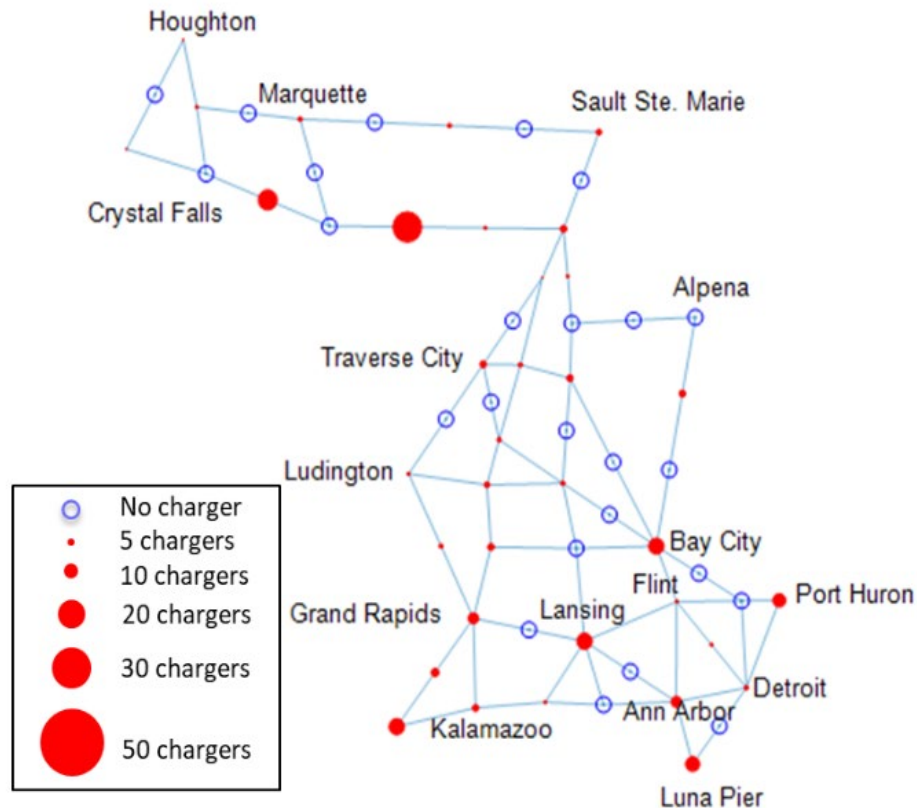 Houghton
Marquette
Sault Ste. Marie
Crystal Falls
Alpena
Traverse City
Ludington
No charger
5 chargers
10 chargers
20 chargers
30 chargers
50 chargers
Bay City
Flint
Port Huron
Grand Rapids
Lansing
Detroit
Ann Arbor
Kalamazoo
Luna Pier